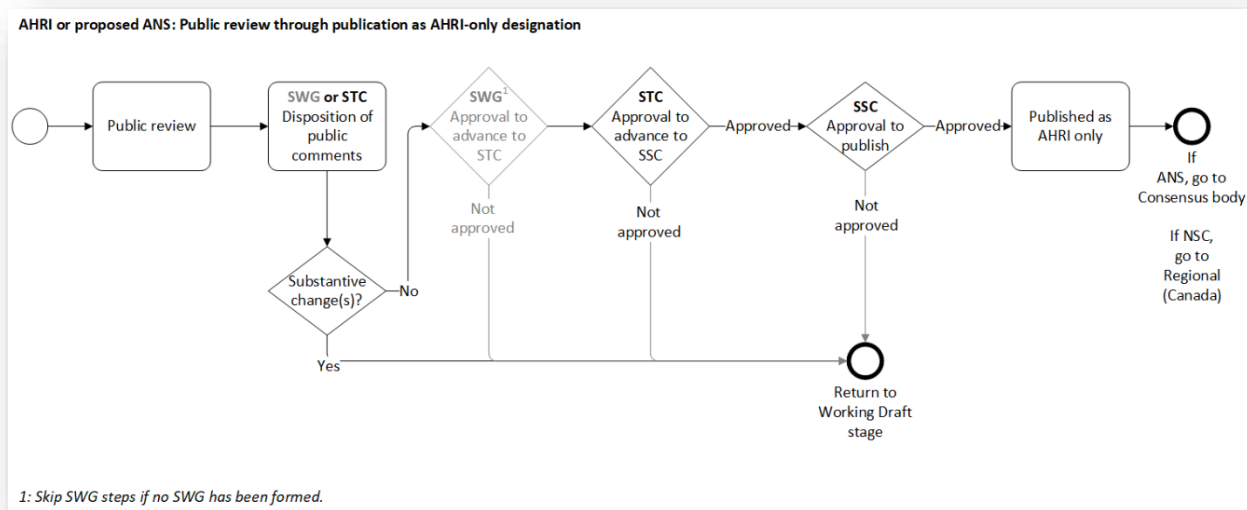 AHRI or proposed ANS: Public review through publication as AHRI-only designation
Public review
SWG or STC
Disposition of
public
comments
Substantive
change(s)?
No
Yes
SWG1
Approval to
advance to
STC
Not
approved
STC
Approval to
advance to
SSC
Approved
Not
approved
SSC
Approval to
publish
Approved
Not
approved
Published as
AHRI only
If
ANS, go to
Consensus body
If NSC,
go to
Regional
(Canada)
Return to
Working Draft
stage
1: Skip SWG steps if no SWG has been formed.